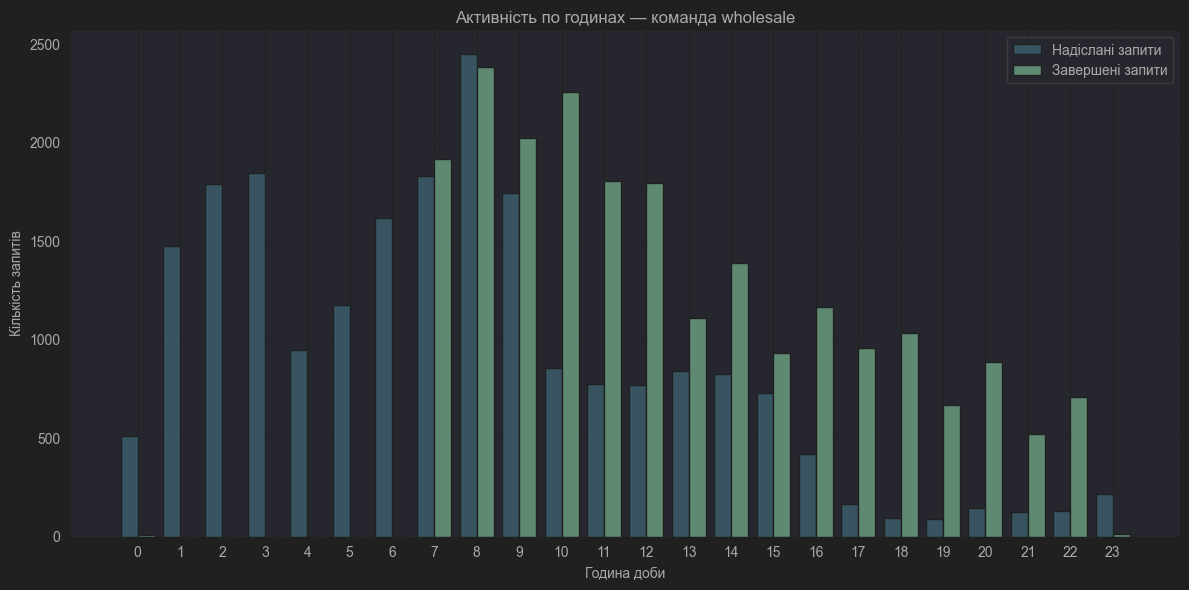 Активність по годинах — команда wholesale
Надіслані запити
Завершені запити
Кількість запитів
2500
2000
1500
1000
500
0
0 1 2 3 4 5 6 7 8 9 10 11 12 13 14 15 16 17 18 19 20 21 22 23
Година доби